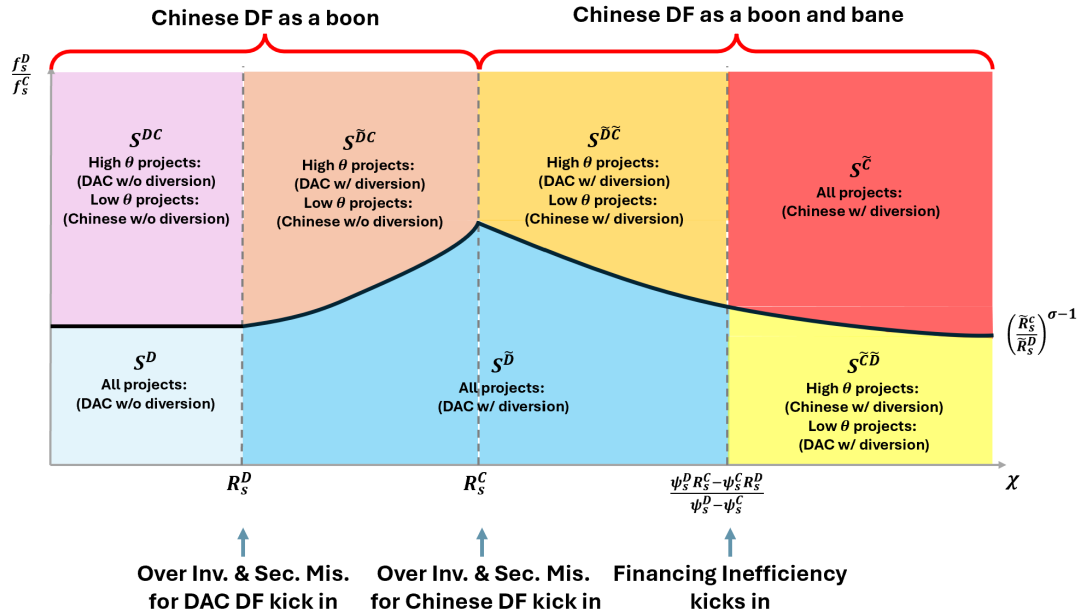 Chinese DF as a boon
Chinese DF as a boon and bane
f_s^D / f_s^C
S^{DC}
High θ projects:
(DAC w/o diversion)
Low θ projects:
(Chinese w/o diversion)
S^{D̃C}
High θ projects:
(DAC w/ diversion)
Low θ projects:
(Chinese w/o diversion)
S^{D̃C̃}
High θ projects:
(DAC w/ diversion)
Low θ projects:
(Chinese w/ diversion)
S^{C̃}
All projects:
(Chinese w/ diversion)
S^D
All projects:
(DAC w/o diversion)
S^{D̃}
All projects:
(DAC w/ diversion)
S^{C̃D̃}
High θ projects:
(Chinese w/ diversion)
Low θ projects:
(DAC w/ diversion)
(R̃_s^c / R̃_s^D)^{σ−1}
R_s^D
R_s^C
(ψ_s^D R_s^C − ψ_s^C R_s^D) / (ψ_s^D − ψ_s^C)
χ
Over Inv. & Sec. Mis.
for DAC DF kick in
Over Inv. & Sec. Mis.
for Chinese DF kick in
Financing Inefficiency
kicks in